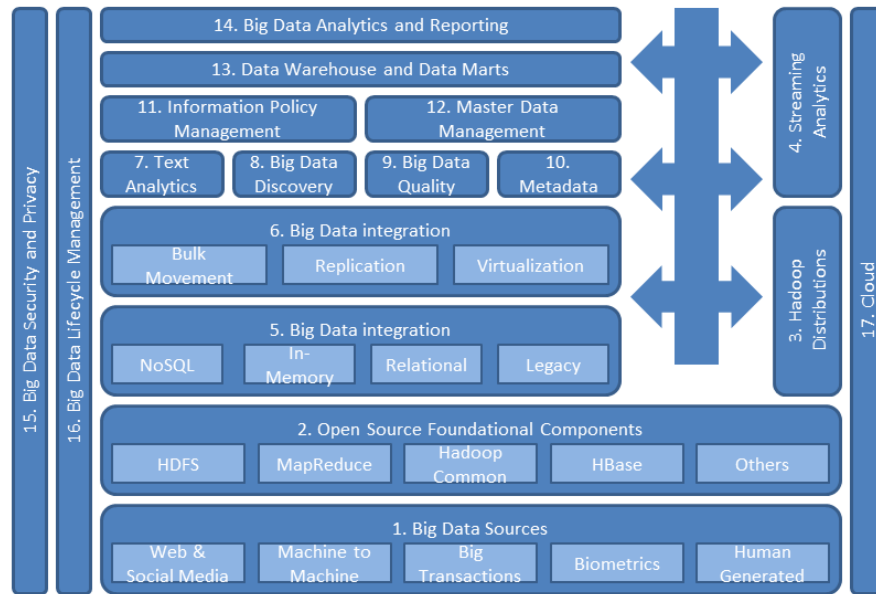 14. Big Data Analytics and Reporting
13. Data Warehouse and Data Marts
11. Information Policy
Management
12. Master Data
Management
7. Text
Analytics
8. Big Data
Discovery
9. Big Data
Quality
10.
Metadata
6. Big Data integration
Bulk
Movement
Replication
Virtualization
5. Big Data integration
NoSQL
In-
Memory
Relational
Legacy
2. Open Source Foundational Components
HDFS
MapReduce
Hadoop
Common
HBase
Others
1. Big Data Sources
Web &
Social Media
Machine to
Machine
Big
Transactions
Biometrics
Human
Generated
15. Big Data Security and Privacy
16. Big Data Lifecycle Management
4. Streaming
Analytics
3. Hadoop
Distributions
17. Cloud